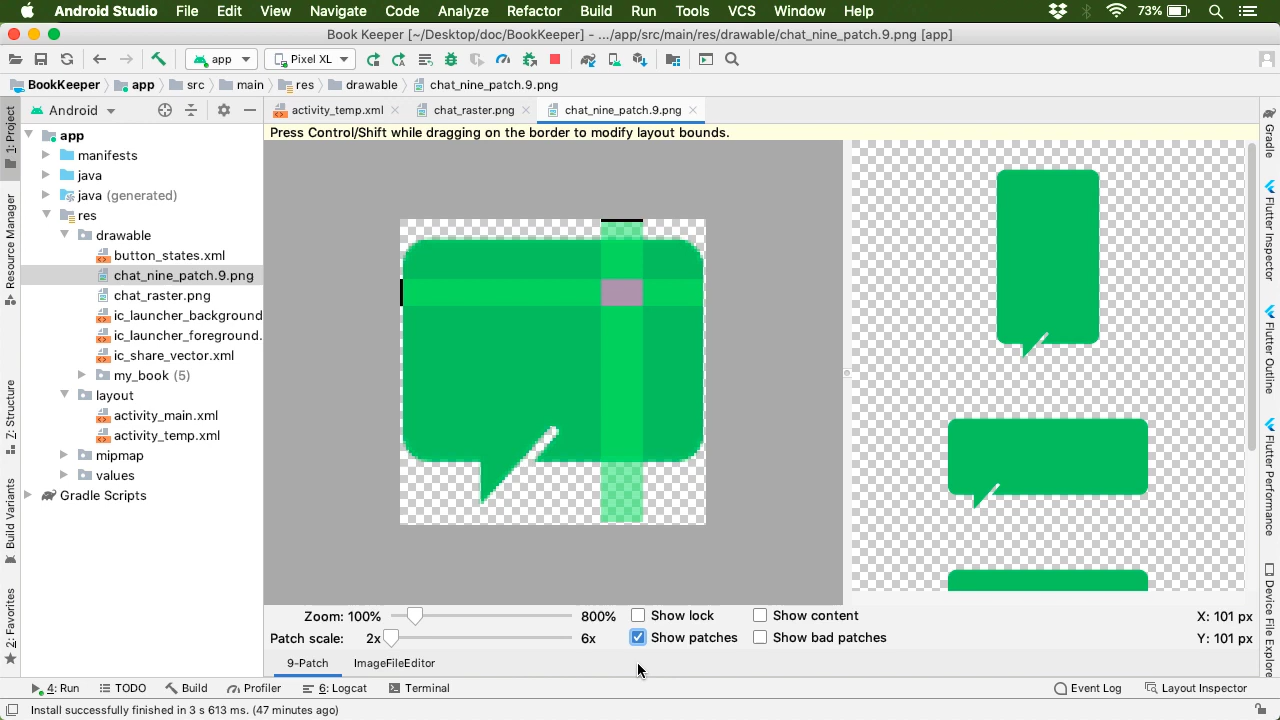 Android Studio File Edit View Navigate Code Analyze Refactor Build Run Tools VCS Window Help 73%
Book Keeper [~/Desktop/doc/BookKeeper] - .../app/src/main/res/drawable/chat_nine_patch.9.png [app]
app Pixel XL
BookKeeper app src main res drawable chat_nine_patch.9.png
Android activity_temp.xml chat_raster.png chat_nine_patch.9.png
Press Control/Shift while dragging on the border to modify layout bounds.
1: Project
Resource Manager
Z: Structure
Build Variants
2: Favorites
app
manifests
java
java (generated)
res
drawable
button_states.xml
chat_nine_patch.9.png
chat_raster.png
ic_launcher_background
ic_launcher_foreground.
ic_share_vector.xml
my_book (5)
layout
activity_main.xml
activity_temp.xml
mipmap
values
Gradle Scripts
Gradle
Flutter Inspector
Flutter Outline
Flutter Performance
Device File Explorer
Zoom: 100% 800% Show lock Show content X: 101 px
Patch scale: 2x 6x Show patches Show bad patches Y: 101 px
9-Patch ImageFileEditor
4: Run TODO Build Profiler 6: Logcat Terminal Event Log Layout Inspector
Install successfully finished in 3 s 613 ms. (47 minutes ago)